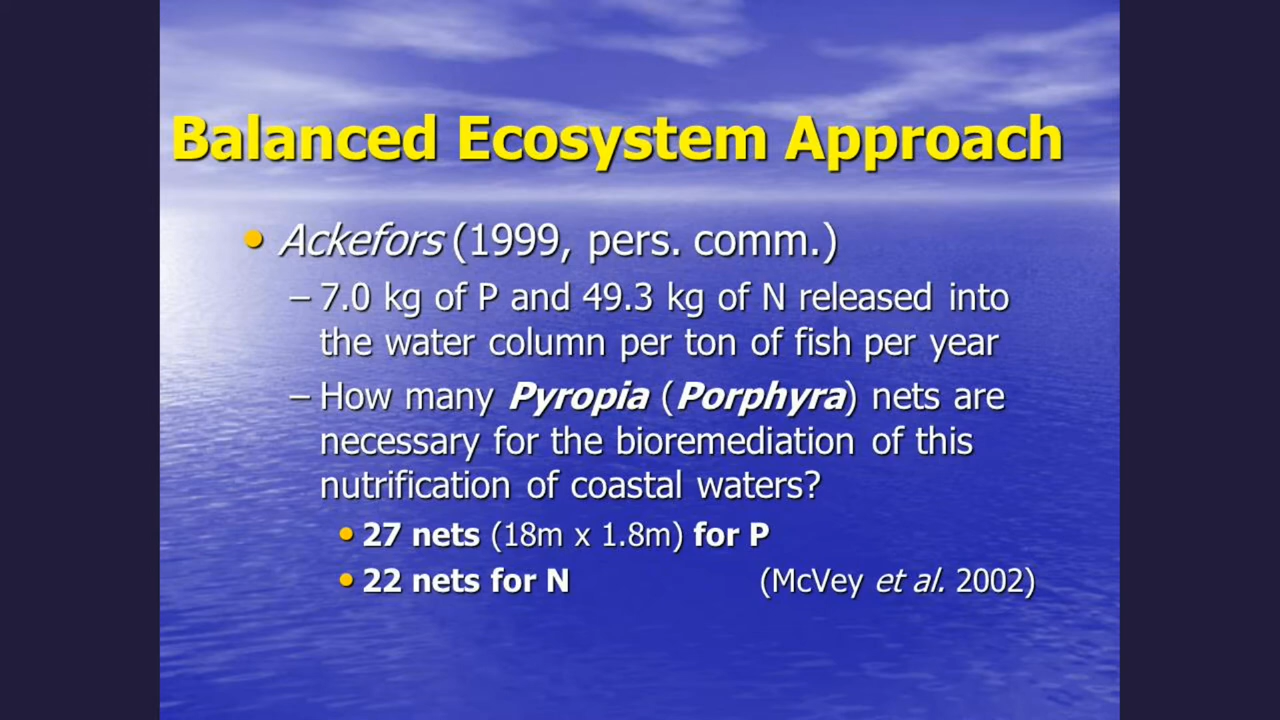 Balanced Ecosystem Approach
• Ackefors (1999, pers. comm.)
– 7.0 kg of P and 49.3 kg of N released into
the water column per ton of fish per year
– How many Pyropia (Porphyra) nets are
necessary for the bioremediation of this
nutrification of coastal waters?
• 27 nets (18m x 1.8m) for P
• 22 nets for N (McVey et al. 2002)